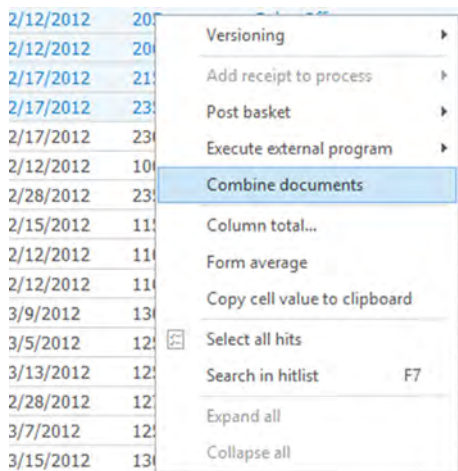 2/12/2012
2/12/2012
Versioning
2/17/2012
Add receipt to process
2/17/2012
Post basket
2/17/2012
Execute external program
2/12/2012
Combine documents
2/28/2012
2/15/2012
Column total...
2/12/2012
Form average
2/12/2012
Copy cell value to clipboard
3/9/2012
3/5/2012
Select all hits
3/13/2012
Search in hitlist F7
2/28/2012
Expand all
3/7/2012
Collapse all
3/15/2012